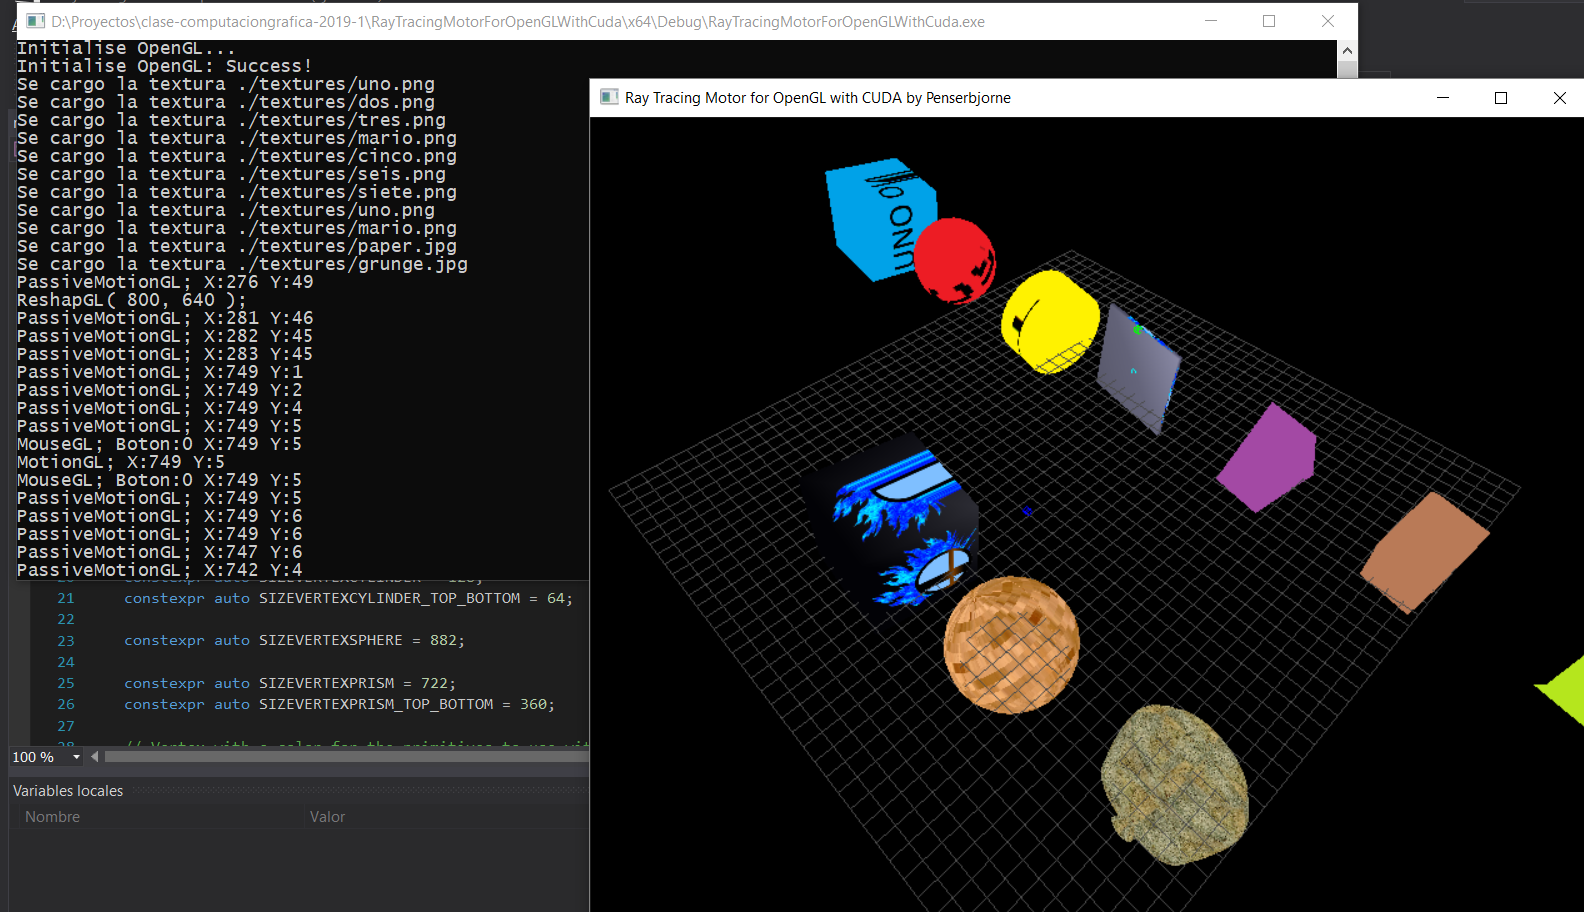 D:\Proyectos\clase-computaciongrafica-2019-1\RayTracingMotorForOpenGLWithCuda\x64\Debug\RayTracingMotorForOpenGLWithCuda.exe
Initialise OpenGL...
Initialise OpenGL: Success!
Se cargo la textura ./textures/uno.png
Se cargo la textura ./textures/dos.png
Se cargo la textura ./textures/tres.png
Se cargo la textura ./textures/mario.png
Se cargo la textura ./textures/cinco.png
Se cargo la textura ./textures/seis.png
Se cargo la textura ./textures/siete.png
Se cargo la textura ./textures/uno.png
Se cargo la textura ./textures/mario.png
Se cargo la textura ./textures/paper.jpg
Se cargo la textura ./textures/grunge.jpg
PassiveMotionGL; X:276 Y:49
ReshapGL( 800, 640 );
PassiveMotionGL; X:281 Y:46
PassiveMotionGL; X:282 Y:45
PassiveMotionGL; X:283 Y:45
PassiveMotionGL; X:749 Y:1
PassiveMotionGL; X:749 Y:2
PassiveMotionGL; X:749 Y:4
PassiveMotionGL; X:749 Y:5
MouseGL; Boton:0 X:749 Y:5
MotionGL; X:749 Y:5
MouseGL; Boton:0 X:749 Y:5
PassiveMotionGL; X:749 Y:5
PassiveMotionGL; X:749 Y:6
PassiveMotionGL; X:749 Y:6
PassiveMotionGL; X:747 Y:6
PassiveMotionGL; X:742 Y:4
Ray Tracing Motor for OpenGL with CUDA by Penserbjorne
UNO
21 constexpr auto SIZEVERTEXCYLINDER_TOP_BOTTOM = 64;
22
23 constexpr auto SIZEVERTEXSPHERE = 882;
24
25 constexpr auto SIZEVERTEXPRISM = 722;
26 constexpr auto SIZEVERTEXPRISM_TOP_BOTTOM = 360;
27
100 %
Variables locales
Nombre Valor